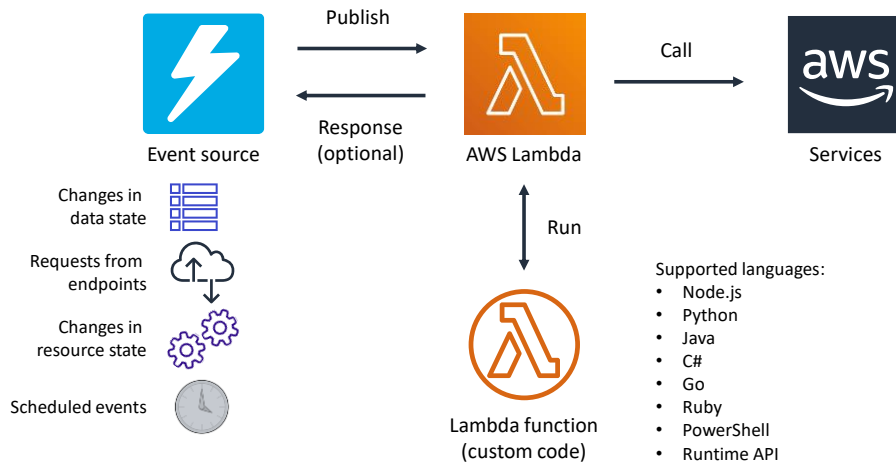 Publish
Call
aws
Response
(optional)
Event source
AWS Lambda
Services
Changes in
data state
Run
Requests from
endpoints
Changes in
resource state
Scheduled events
Lambda function
(custom code)
Supported languages:
• Node.js
• Python
• Java
• C#
• Go
• Ruby
• PowerShell
• Runtime API